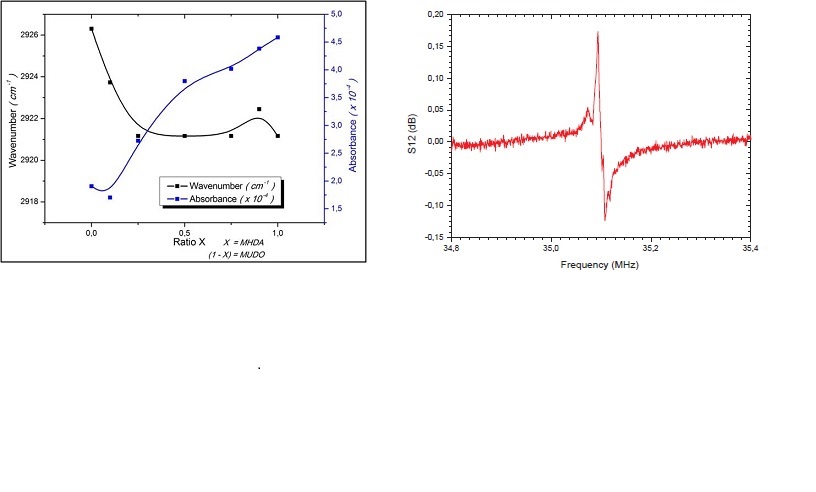 5,0
2926
4,5
2924
4,0
3,5
2922
3,0
2920
2,5
2,0
2918
1,5
Wavenumber ( cm⁻¹ )
Absorbance ( x 10⁻⁴ )
Wavenumber ( cm⁻¹ )
Absorbance ( x 10⁻⁴ )
0,0 0,5 1,0
Ratio X X = MHDA
(1 - X) = MUDO
0,20
0,15
0,10
0,05
0,00
-0,05
-0,10
-0,15
S12 (dB)
34,8 35,0 35,2 35,4
Frequency (MHz)